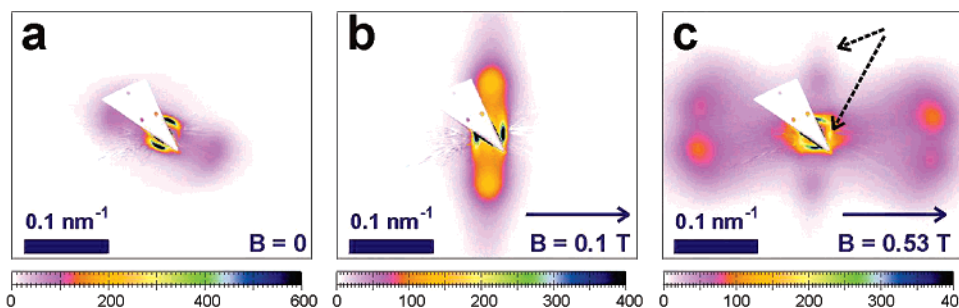 a
b
c
0.1 nm⁻¹
B = 0
0.1 nm⁻¹
B = 0.1 T
0.1 nm⁻¹
B = 0.53 T
0 200 400 600
0 100 200 300 400
0 100 200 300 40